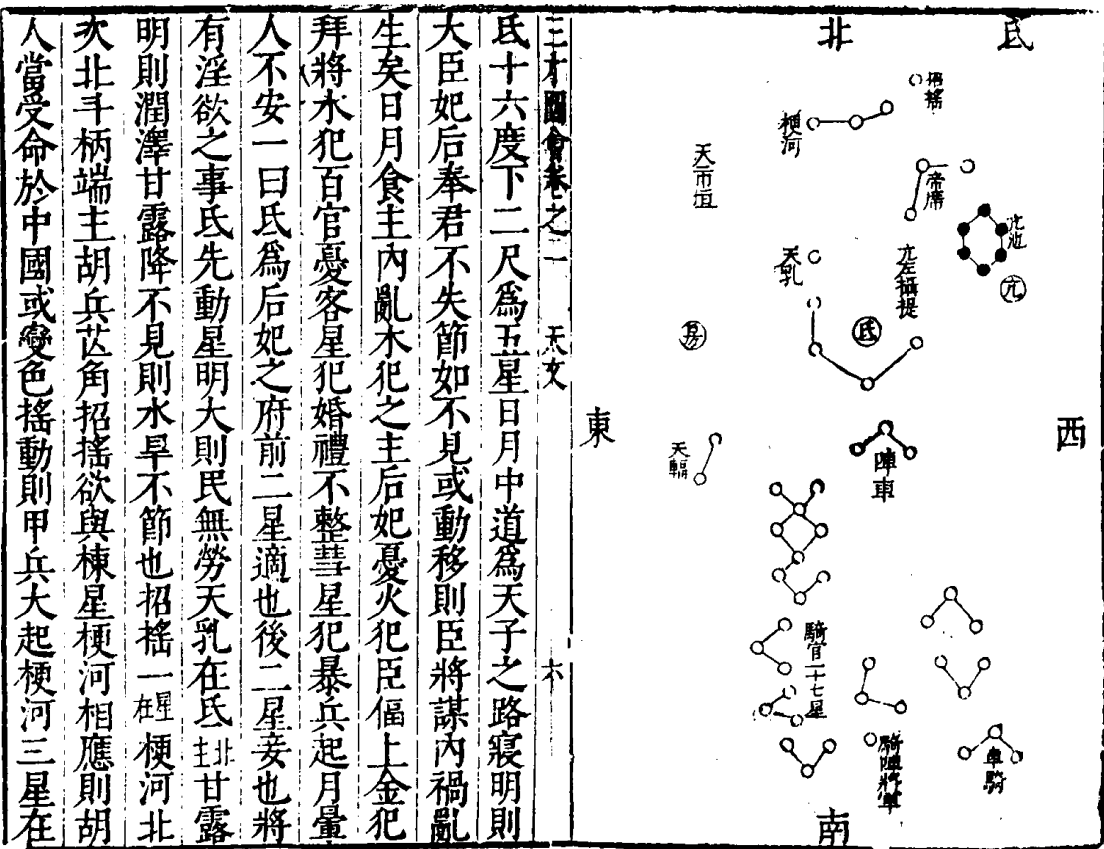 氐
北
招搖
梗河
帝席
天市垣
亢池
亢
天乳
亢左攝提
氐
房
東
西
陣車
天輻
騎官二十七星
騎陣將軍
車騎
南
三才圖會卷之二 天文 六
氐十六度下二尺爲五星日月中道爲天子之路寢明則
大臣妃后奉君不失節如不見或動移則臣將謀內禍亂
生矣日月食主內亂木犯之主后妃憂火犯臣偪上金犯
拜將水犯百官憂客星犯婚禮不整彗星犯暴兵起月暈
人不安一曰氐爲后妃之府前二星適也後二星妾也將
有淫欲之事氐先動星明大則民無勞天乳在氐北主甘露
明則潤澤甘露降不見則水旱不節也招搖一星在梗河北
次北斗柄端主胡兵芒角招搖欲與棟星梗河相應則胡
人當受命於中國或變色搖動則甲兵大起梗河三星在